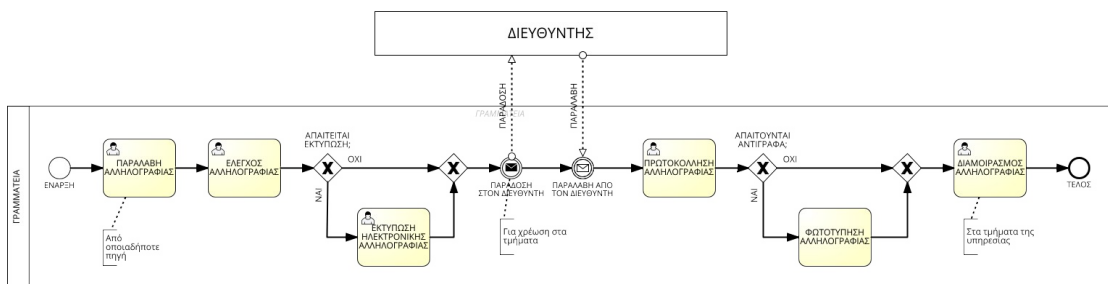 ΔΙΕΥΘΥΝΤΗΣ
ΠΑΡΑΔΟΣΗ
ΠΑΡΑΛΑΒΗ
ΓΡΑΜΜΑΤΕΙΑ
ΓΡΑΜΜΑΤΕΙΑ
ΕΝΑΡΞΗ
ΠΑΡΑΛΑΒΗ
ΑΛΛΗΛΟΓΡΑΦΙΑΣ
Από
οποιαδήποτε
πηγή
ΕΛΕΓΧΟΣ
ΑΛΛΗΛΟΓΡΑΦΙΑΣ
ΑΠΑΙΤΕΙΤΑΙ
ΕΚΤΥΠΩΣΗ;
ΟΧΙ
ΝΑΙ
ΕΚΤΥΠΩΣΗ
ΗΛΕΚΤΡΟΝΙΚΗΣ
ΑΛΛΗΛΟΓΡΑΦΙΑΣ
ΠΑΡΑΔΟΣΗ
ΣΤΟΝ ΔΙΕΥΘΥΝΤΗ
Για χρέωση στα
τμήματα
ΠΑΡΑΛΑΒΗ ΑΠΟ
ΤΟΝ ΔΙΕΥΘΥΝΤΗ
ΠΡΩΤΟΚΟΛΛΗΣΗ
ΑΛΛΗΛΟΓΡΑΦΙΑΣ
ΑΠΑΙΤΟΥΝΤΑΙ
ΑΝΤΙΓΡΑΦΑ;
ΟΧΙ
ΝΑΙ
ΦΩΤΟΤΥΠΗΣΗ
ΑΛΛΗΛΟΓΡΑΦΙΑΣ
ΔΙΑΜΟΙΡΑΣΜΟΣ
ΑΛΛΗΛΟΓΡΑΦΙΑΣ
Στα τμήματα της
υπηρεσίας
ΤΕΛΟΣ